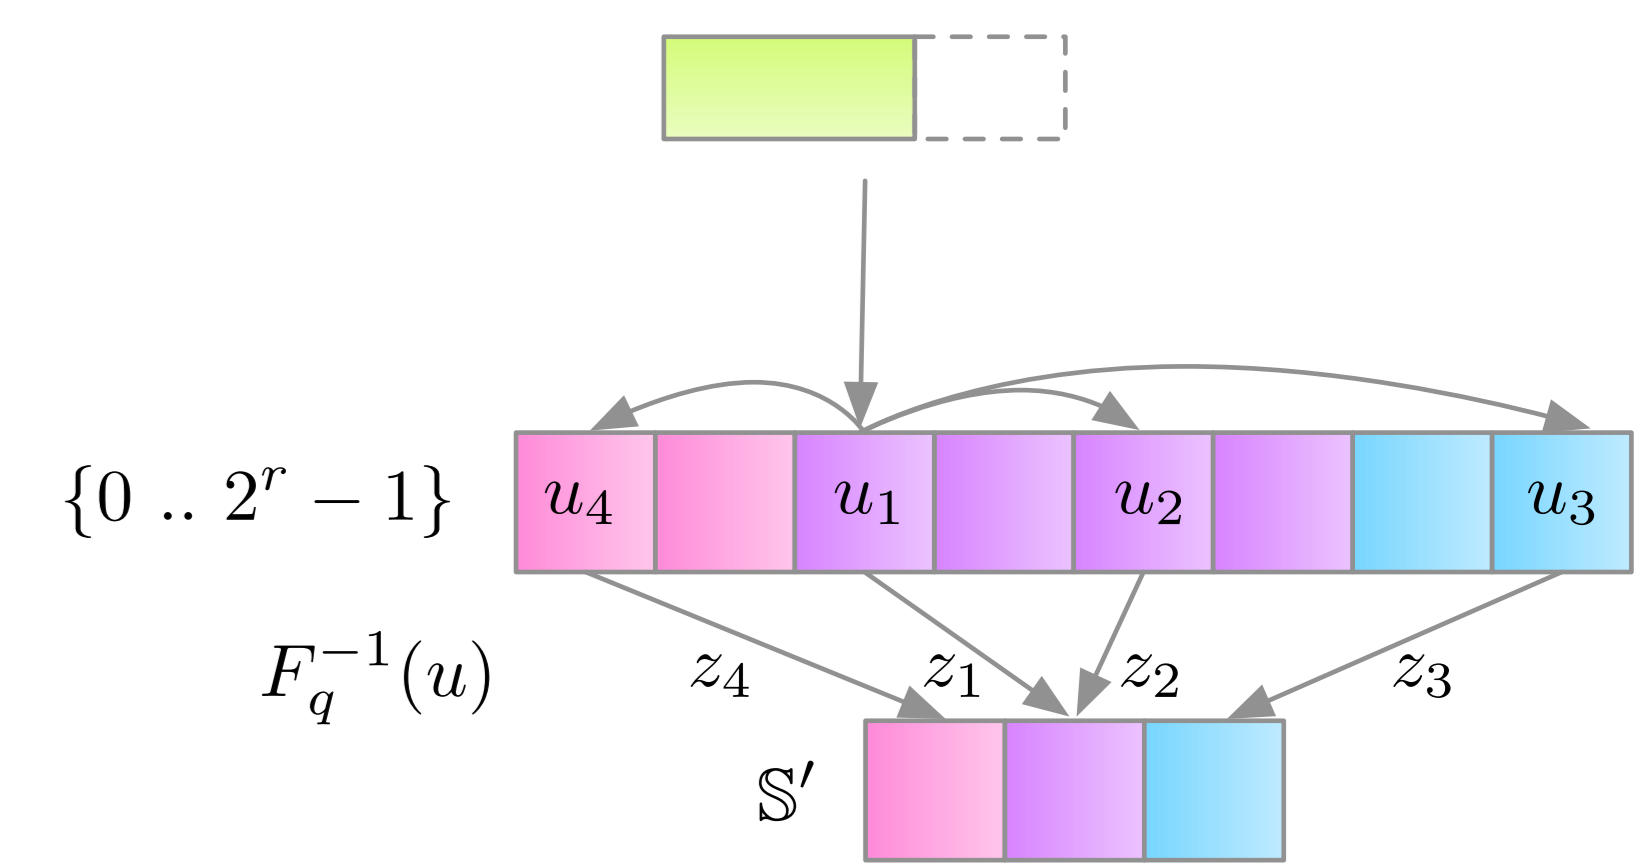 {0 .. 2^r − 1} u₄ u₁ u₂ u₃
F_q^{−1}(u) z₄ z₁ z₂ z₃
𝕊′